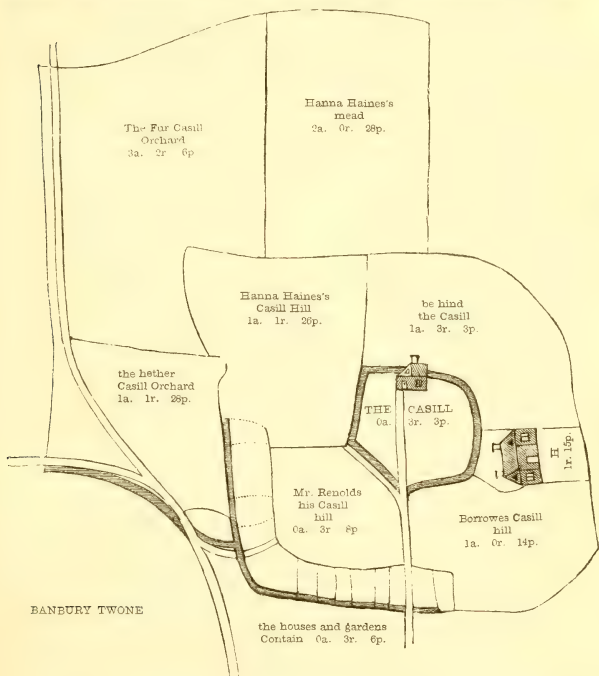 The Fur Casill
Orchard
3a. 2r 6p
Hanna Haines's
mead
2a. 0r. 28p.
Hanna Haines's
Casill Hill
1a. 1r. 26p.
be hind
the Casill
1a. 3r. 3p.
the hether
Casill Orchard
1a. 1r. 28p.
THE CASILL
0a. 3r. 3p.
H
1r. 15p.
Mr. Renolds
his Casill
hill
0a. 3r 8p
Borrowes Casill
hill
1a. 0r. 14p.
BANBURY TWONE
the houses and gardens
Contain 0a. 3r. 6p.